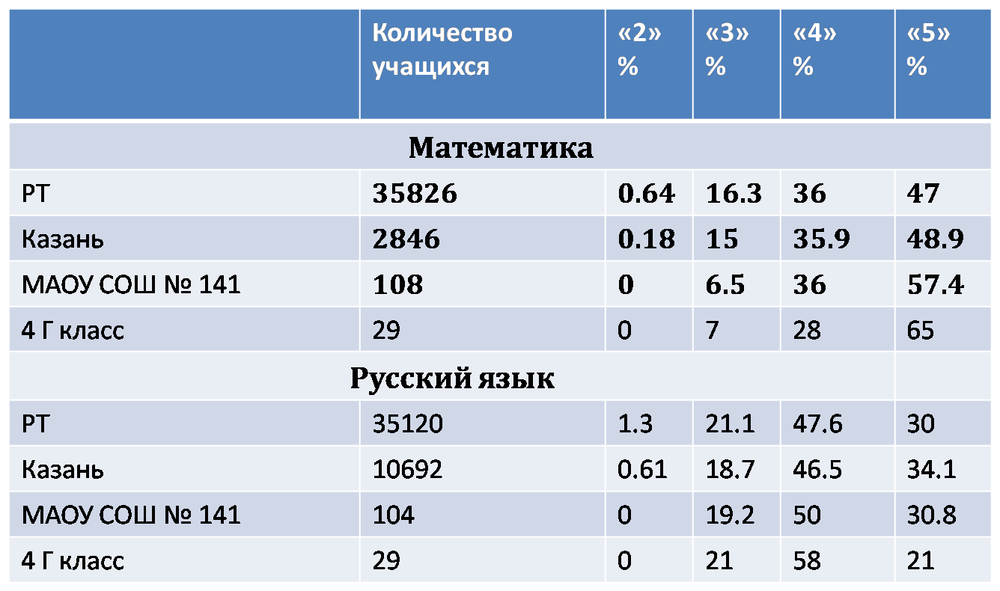 Количество учащихся «2» % «3» % «4» % «5» %
Математика
РТ 35826 0.64 16.3 36 47
Казань 2846 0.18 15 35.9 48.9
МАОУ СОШ № 141 108 0 6.5 36 57.4
4 Г класс 29 0 7 28 65
Русский язык
РТ 35120 1.3 21.1 47.6 30
Казань 10692 0.61 18.7 46.5 34.1
МАОУ СОШ № 141 104 0 19.2 50 30.8
4 Г класс 29 0 21 58 21